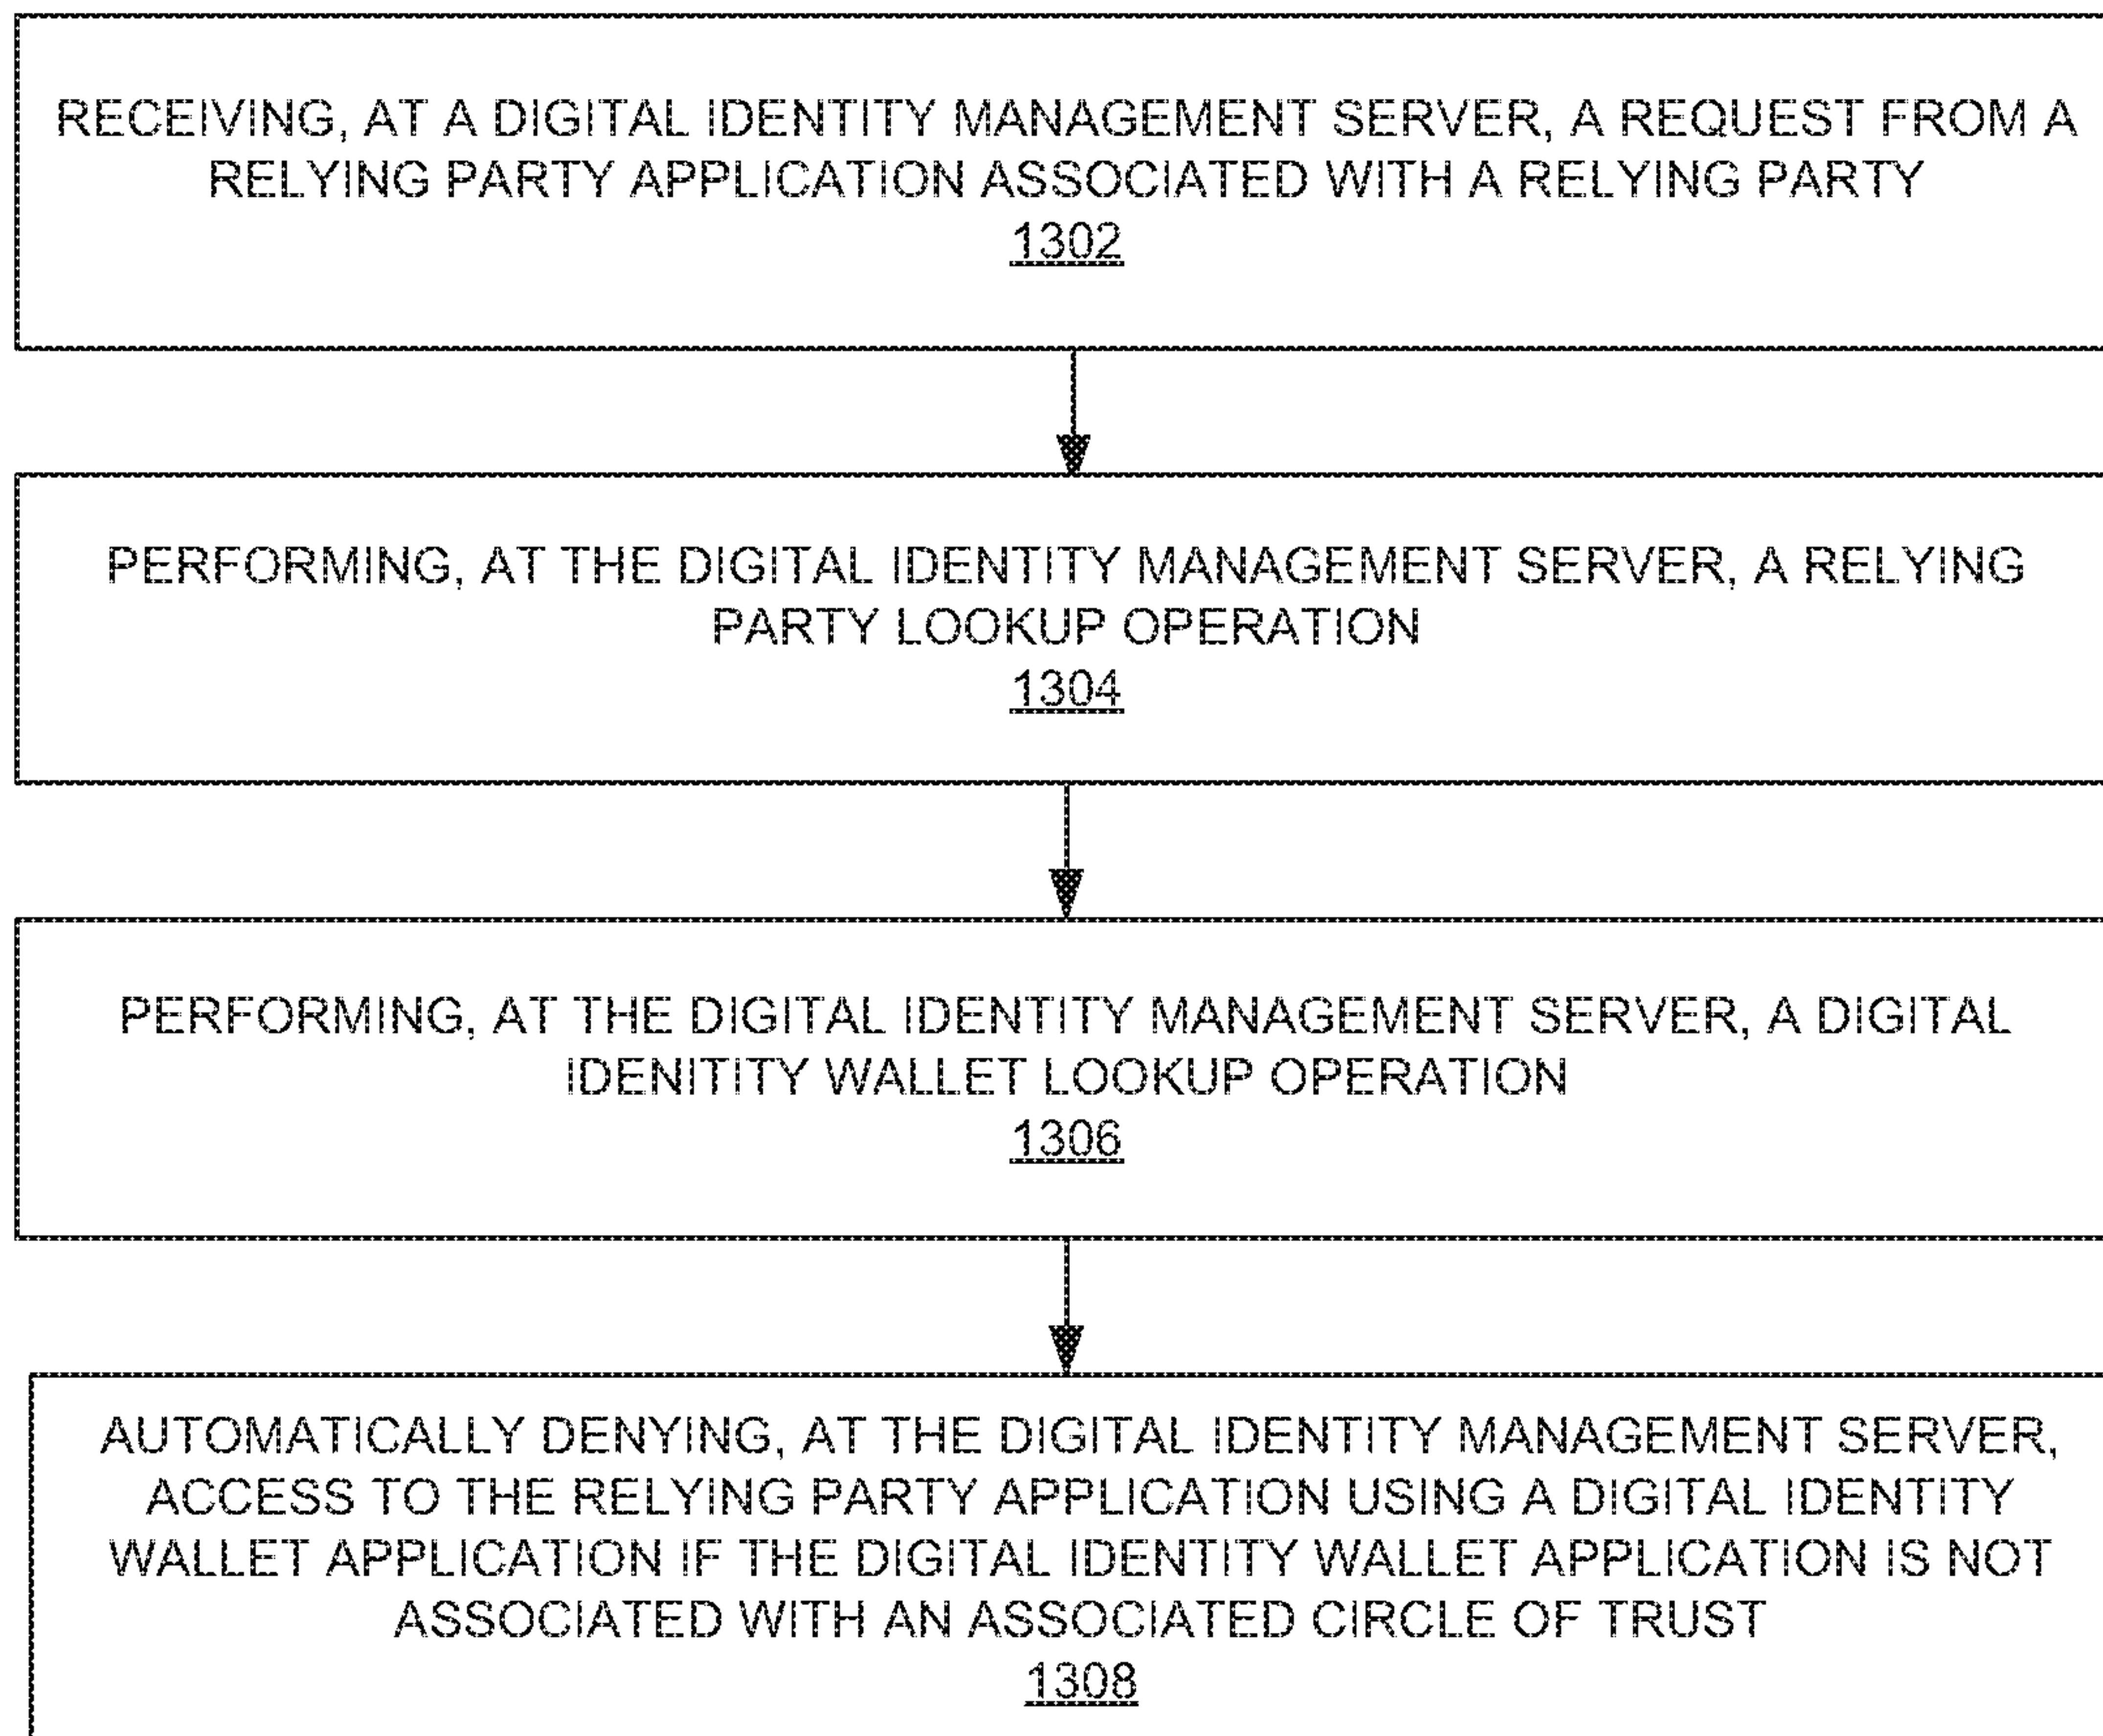 RECEIVING, AT A DIGITAL IDENTITY MANAGEMENT SERVER, A REQUEST FROM A
RELYING PARTY APPLICATION ASSOCIATED WITH A RELYING PARTY
1302
PERFORMING, AT THE DIGITAL IDENTITY MANAGEMENT SERVER, A RELYING
PARTY LOOKUP OPERATION
1304
PERFORMING, AT THE DIGITAL IDENTITY MANAGEMENT SERVER, A DIGITAL
IDENITITY WALLET LOOKUP OPERATION
1306
AUTOMATICALLY DENYING, AT THE DIGITAL IDENTITY MANAGEMENT SERVER,
ACCESS TO THE RELYING PARTY APPLICATION USING A DIGITAL IDENTITY
WALLET APPLICATION IF THE DIGITAL IDENTITY WALLET APPLICATION IS NOT
ASSOCIATED WITH AN ASSOCIATED CIRCLE OF TRUST
1308